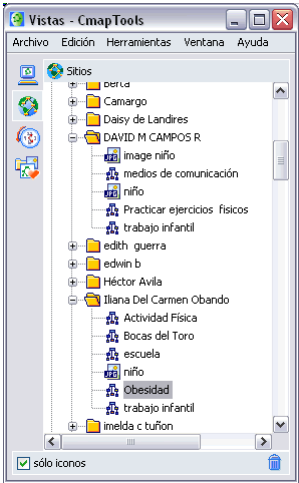 Vistas - CmapTools
Archivo Edición Herramientas Ventana Ayuda
Sitios
Berta
Camargo
Daisy de Landires
DAVID M CAMPOS R
image niño
medios de comunicación
niño
Practicar ejercicios fisicos
trabajo infantil
edith guerra
edwin b
Héctor Avila
Iliana Del Carmen Obando
Actividad Física
Bocas del Toro
escuela
niño
Obesidad
trabajo infantil
imelda c tuñon
sólo iconos